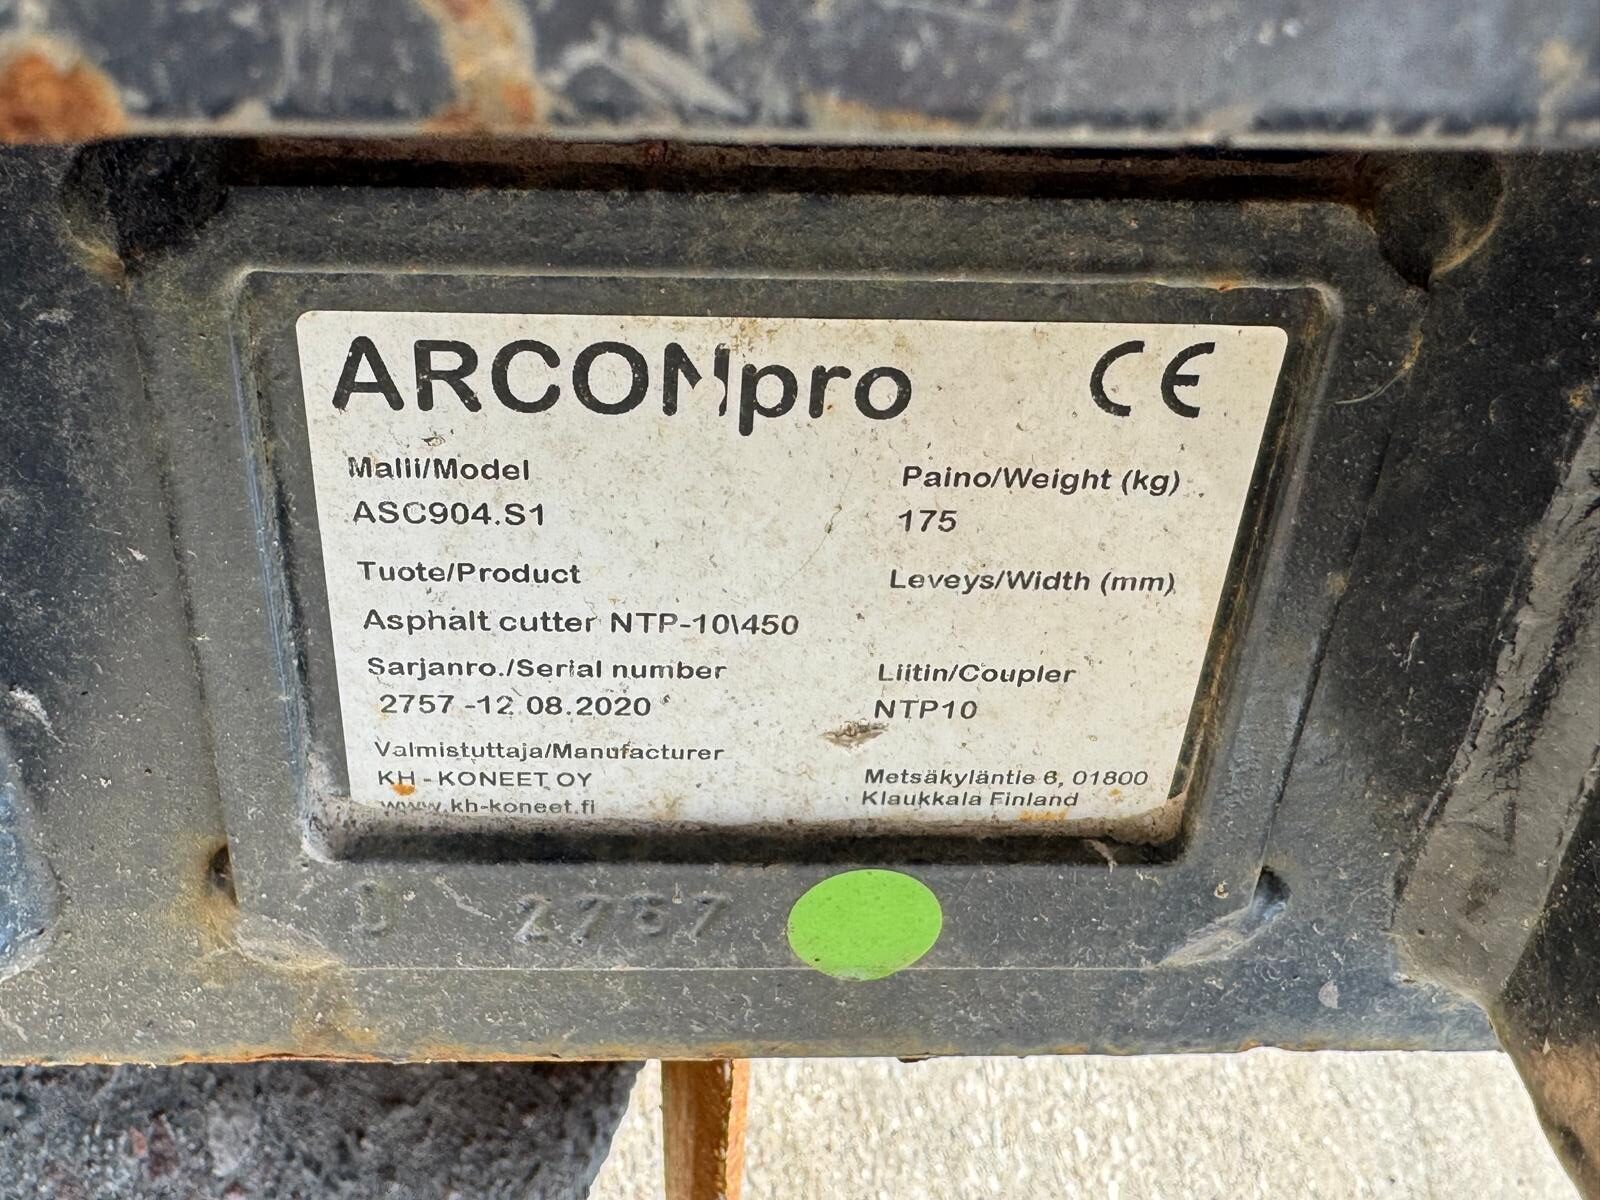 ARCONpro CE
Malli/Model
ASC904.S1
Paino/Weight (kg)
175
Tuote/Product
Asphalt cutter NTP-10\450
Leveys/Width (mm)
Sarjanro./Serial number
2757 -12 08.2020
Liitin/Coupler
NTP10
Valmistuttaja/Manufacturer
KH - KONEET OY
www.kh-koneet.fi
Metsäkyläntie 6, 01800
Klaukkala Finland
2757